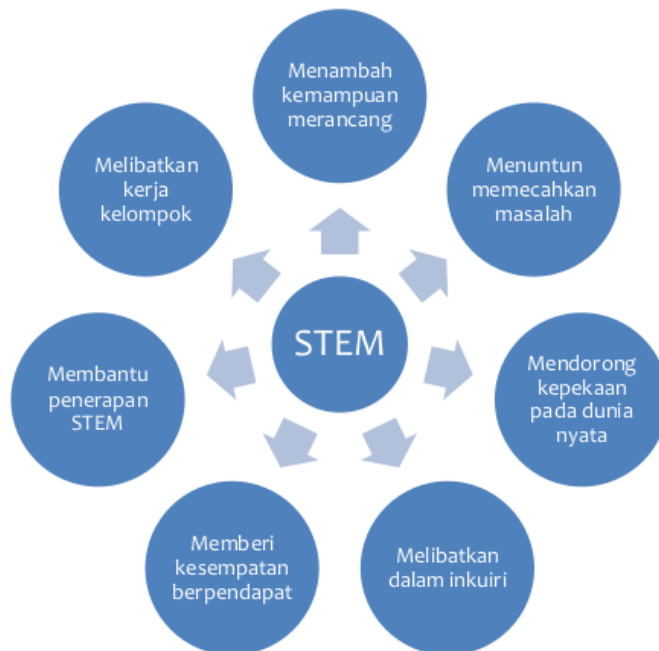 Menambah
kemampuan
merancang
Menuntun
memecahkan
masalah
Mendorong
kepekaan
pada dunia
nyata
Melibatkan
dalam inkuiri
Memberi
kesempatan
berpendapat
Membantu
penerapan
STEM
Melibatkan
kerja
kelompok
STEM